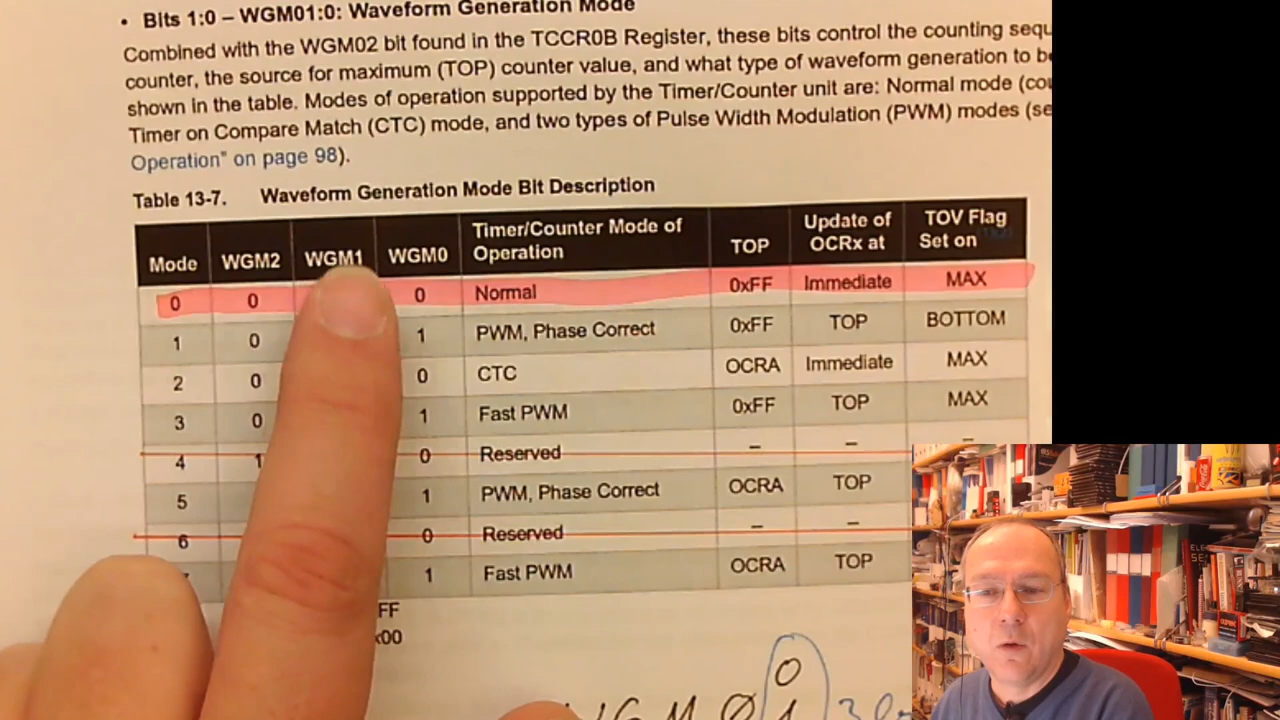 • Bits 1:0 – WGM01:0: Waveform Generation Mode
Combined with the WGM02 bit found in the TCCR0B Register, these bits control the counting sequ
counter, the source for maximum (TOP) counter value, and what type of waveform generation to be
shown in the table. Modes of operation supported by the Timer/Counter unit are: Normal mode (cou
Timer on Compare Match (CTC) mode, and two types of Pulse Width Modulation (PWM) modes (se
Operation" on page 98).
Table 13-7. Waveform Generation Mode Bit Description
Mode WGM2 WGM1 WGM0 Timer/Counter Mode of Operation TOP Update of OCRx at TOV Flag Set on
0 0 0 Normal 0xFF Immediate MAX
1 0 1 PWM, Phase Correct 0xFF TOP BOTTOM
2 0 0 CTC OCRA Immediate MAX
3 0 1 Fast PWM 0xFF TOP MAX
4 1 0 Reserved – – –
5 1 PWM, Phase Correct OCRA TOP
6 0 Reserved – –
1 Fast PWM OCRA TOP
FF
x00
0
WGM01